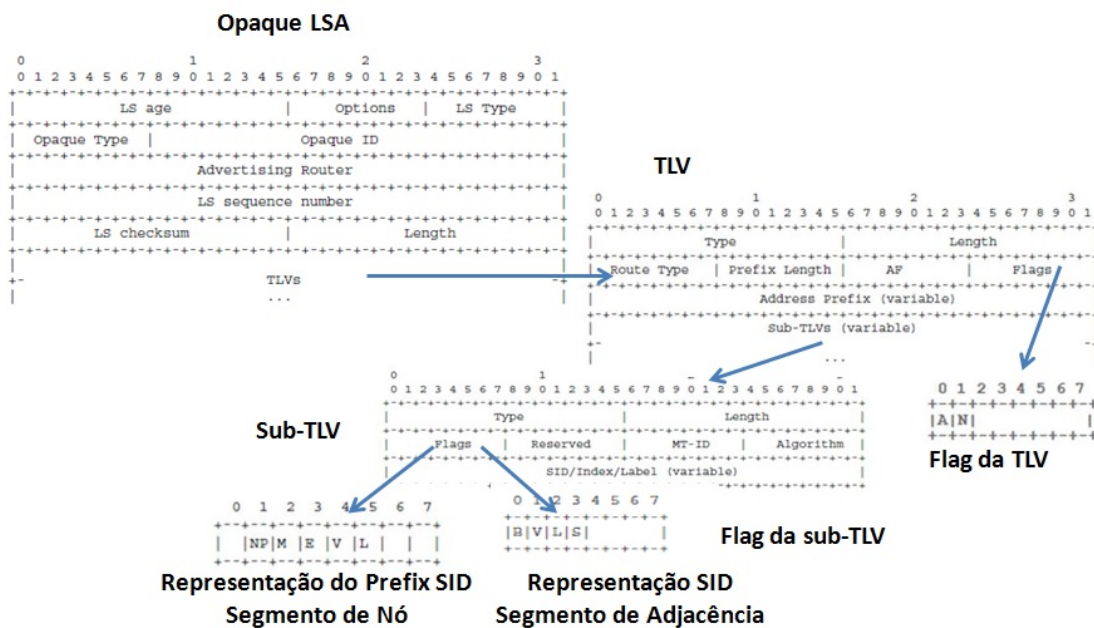 Opaque LSA
0                   1                   2                   3
0 1 2 3 4 5 6 7 8 9 0 1 2 3 4 5 6 7 8 9 0 1 2 3 4 5 6 7 8 9 0 1
+-+-+-+-+-+-+-+-+-+-+-+-+-+-+-+-+-+-+-+-+-+-+-+-+-+-+-+-+-+-+-+-+
| LS age | Options | LS Type |
+-+-+-+-+-+-+-+-+-+-+-+-+-+-+-+-+-+-+-+-+-+-+-+-+-+-+-+-+-+-+-+-+
| Opaque Type | Opaque ID |
+-+-+-+-+-+-+-+-+-+-+-+-+-+-+-+-+-+-+-+-+-+-+-+-+-+-+-+-+-+-+-+-+
| Advertising Router |
+-+-+-+-+-+-+-+-+-+-+-+-+-+-+-+-+-+-+-+-+-+-+-+-+-+-+-+-+-+-+-+-+
| LS sequence number |
+-+-+-+-+-+-+-+-+-+-+-+-+-+-+-+-+-+-+-+-+-+-+-+-+-+-+-+-+-+-+-+-+
| LS checksum | Length |
+-+-+-+-+-+-+-+-+-+-+-+-+-+-+-+-+-+-+-+-+-+-+-+-+-+-+-+-+-+-+-+-+
| |
+- TLVs -+
| ... |
TLV
0                   1                   2                   3
0 1 2 3 4 5 6 7 8 9 0 1 2 3 4 5 6 7 8 9 0 1 2 3 4 5 6 7 8 9 0 1
+-+-+-+-+-+-+-+-+-+-+-+-+-+-+-+-+-+-+-+-+-+-+-+-+-+-+-+-+-+-+-+-+
| Type | Length |
+-+-+-+-+-+-+-+-+-+-+-+-+-+-+-+-+-+-+-+-+-+-+-+-+-+-+-+-+-+-+-+-+
| Route Type | Prefix Length | AF | Flags |
+-+-+-+-+-+-+-+-+-+-+-+-+-+-+-+-+-+-+-+-+-+-+-+-+-+-+-+-+-+-+-+-+
| Address Prefix (variable) |
+-+-+-+-+-+-+-+-+-+-+-+-+-+-+-+-+-+-+-+-+-+-+-+-+-+-+-+-+-+-+-+-+
| Sub-TLVs (variable)
+- -+
| ... |
Sub-TLV
0                   1
0 1 2 3 4 5 6 7 8 9 0 1 2 3 4 5 6 7 8 9 0 1 2 3 4 5 6 7 8 9 0 1
+-+-+-+-+-+-+-+-+-+-+-+-+-+-+-+-+-+-+-+-+-+-+-+-+-+-+-+-+-+-+-+-+
| Type | Length |
+-+-+-+-+-+-+-+-+-+-+-+-+-+-+-+-+-+-+-+-+-+-+-+-+-+-+-+-+-+-+-+-+
| Flags | Reserved | MT-ID | Algorithm |
+-+-+-+-+-+-+-+-+-+-+-+-+-+-+-+-+-+-+-+-+-+-+-+-+-+-+-+-+-+-+-+-+
| SID/Index/Label (variable) |
0 1 2 3 4 5 6 7
+-+-+-+-+-+-+-+-+
|A|N| |
+-+-+-+-+-+-+-+-+
Flag da TLV
0 1 2 3 4 5 6 7
+--+--+--+--+--+--+--+--+
| |NP|M |E |V |L | | |
+--+--+--+--+--+--+--+--+
Representação do Prefix SID
Segmento de Nó
0 1 2 3 4 5 6 7
+-+-+-+-+-+-+-+-+
|B|V|L|S| |
+-+-+-+-+-+-+-+-+
Representação SID
Segmento de Adjacência
Flag da sub-TLV